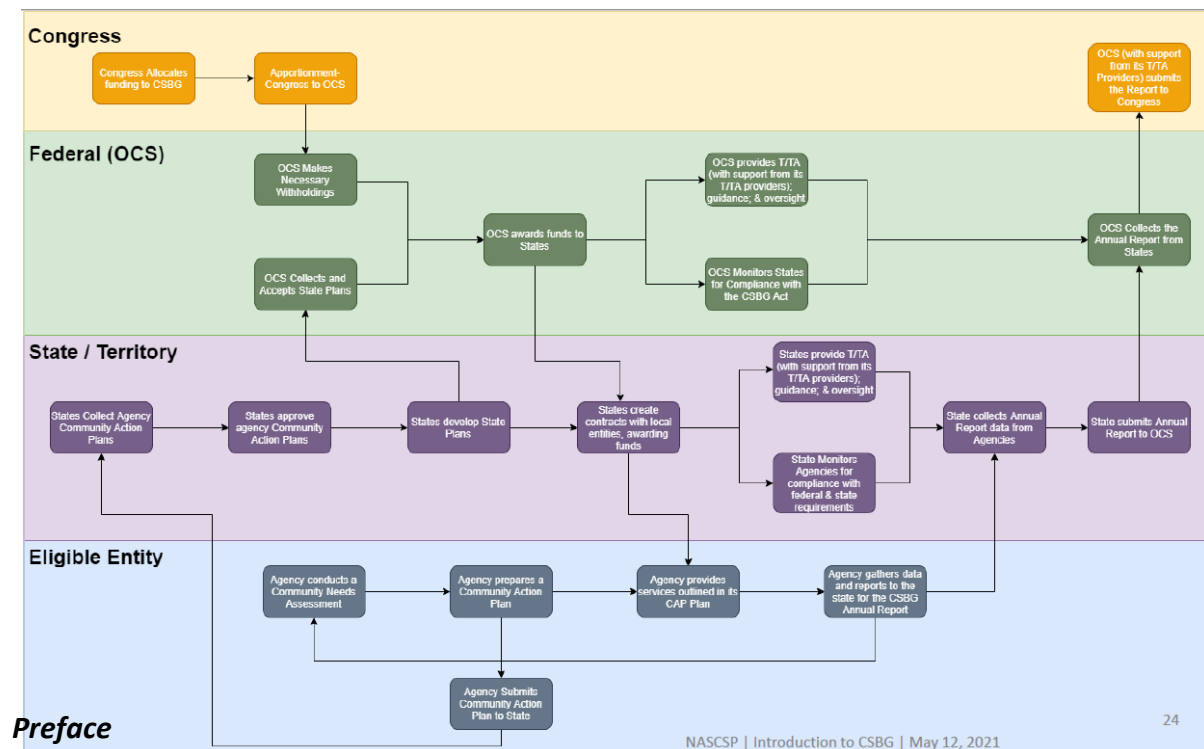 Congress
Congress Allocates
funding to CSBG
Apportionment-
Congress to OCS
OCS (with support
from its T/TA
Providers) submits
the Report to
Congress
Federal (OCS)
OCS Makes
Necessary
Withholdings
OCS provides T/TA
(with support from its
T/TA providers);
guidance; & oversight
OCS awards funds to
States
OCS Collects the
Annual Report from
States
OCS Collects and
Accepts State Plans
OCS Monitors States
for Compliance with
the CSBG Act
State / Territory
States provide T/TA
(with support from its
T/TA providers);
guidance; & oversight
States Collect Agency
Community Action
Plans
States approve
agency Community
Action Plans
States develop State
Plans
States create
contracts with local
entities, awarding
funds
State collects Annual
Report data from
Agencies
State submits Annual
Report to OCS
State Monitors
Agencies for
compliance with
federal & state
requirements
Eligible Entity
Agency conducts a
Community Needs
Assessment
Agency prepares a
Community Action
Plan
Agency provides
services outlined in its
CAP Plan
Agency gathers data
and reports to the
state for the CSBG
Annual Report
Agency Submits
Community Action
Plan to State
Preface
24
NASCSP | Introduction to CSBG | May 12, 2021